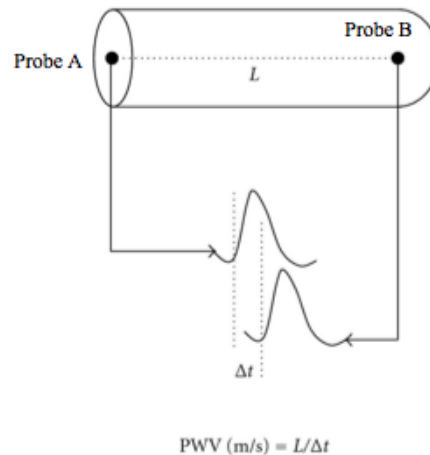 Probe B
Probe A
L
Δt
PWV (m/s) = L/Δt